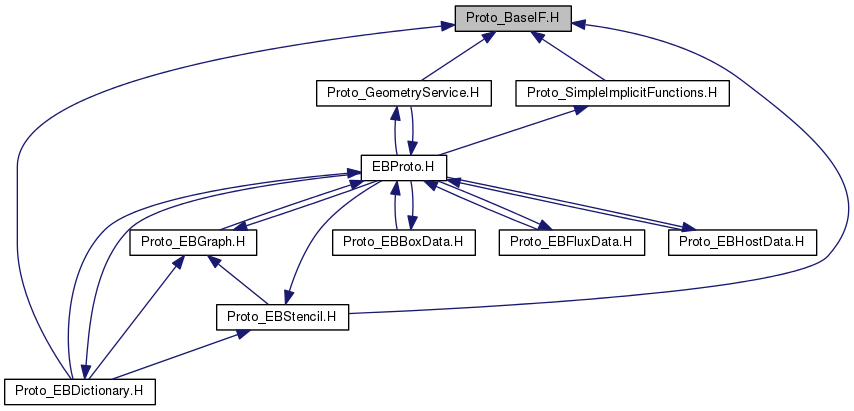 Proto_BaseIF.H
Proto_GeometryService.H
Proto_SimpleImplicitFunctions.H
EBProto.H
Proto_EBGraph.H
Proto_EBBoxData.H
Proto_EBFluxData.H
Proto_EBHostData.H
Proto_EBStencil.H
Proto_EBDictionary.H